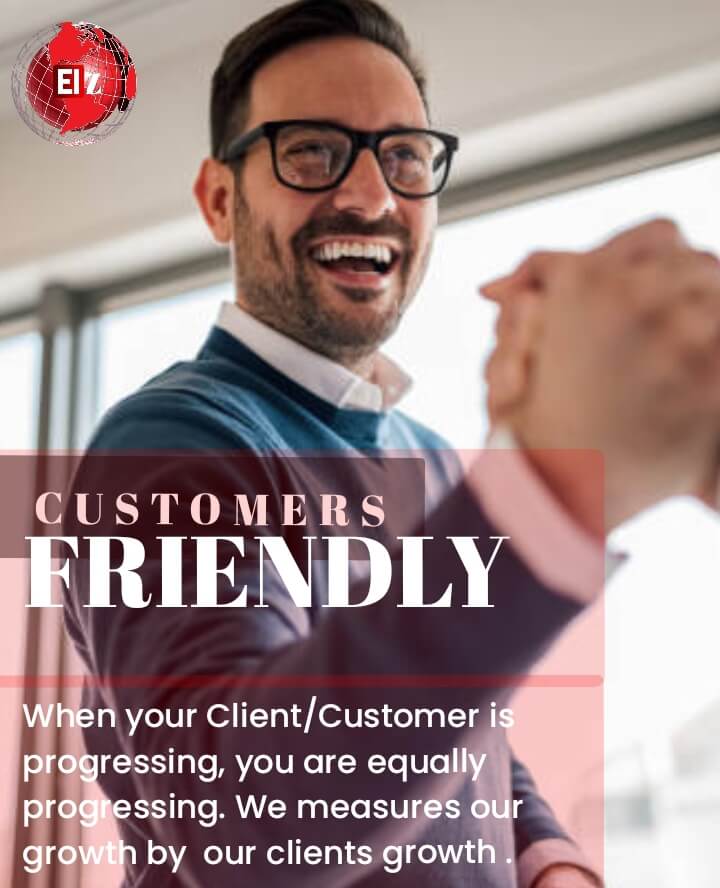 EIz
CUSTOMERS
FRIENDLY
When your Client/Customer is
progressing, you are equally
progressing. We measures our
growth by our clients growth .